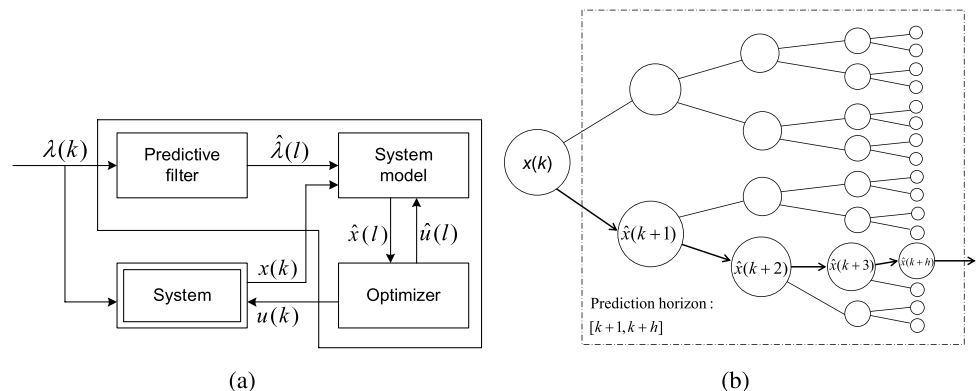 λ(k)
Predictive
filter
λ̂(l)
System
model
x̂(l)
û(l)
x(k)
System
u(k)
Optimizer
(a)
x(k)
x̂(k+1)
x̂(k+2)
x̂(k+3)
x̂(k+h)
Prediction horizon :
[k+1, k+h]
(b)